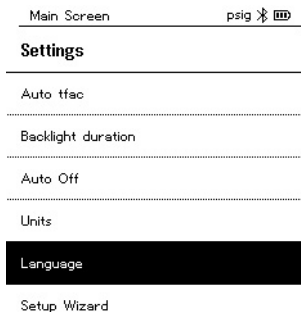 Main Screen psig
Settings
Auto tfac
Backlight duration
Auto Off
Units
Language
Setup Wizard